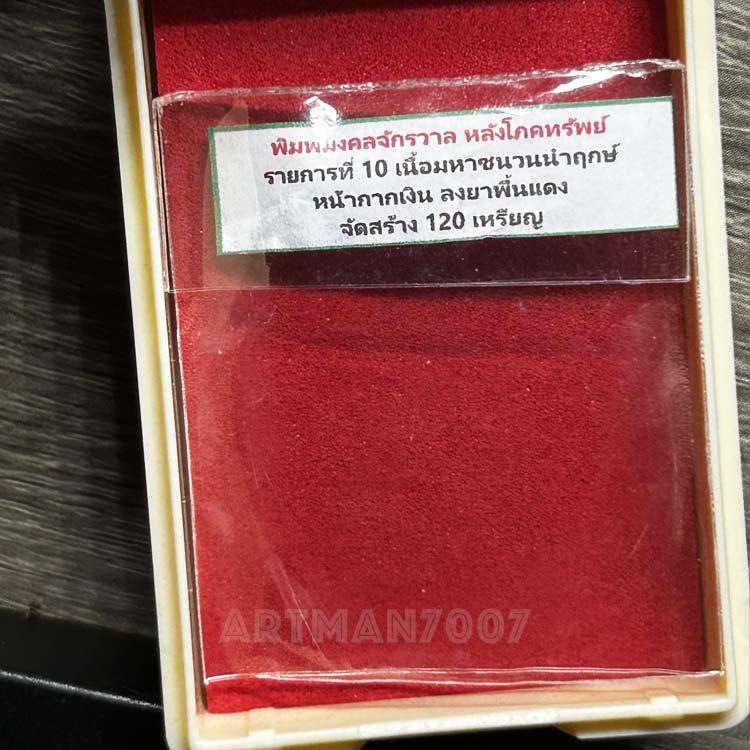 พิมพ์มงคลจักรวาล หลังโภคทรัพย์
รายการที่ 10 เนื้อมหาชนวนนำฤกษ์
หน้ากากเงิน ลงยาพื้นแดง
จัดสร้าง 120 เหรียญ
ARTMAN7007